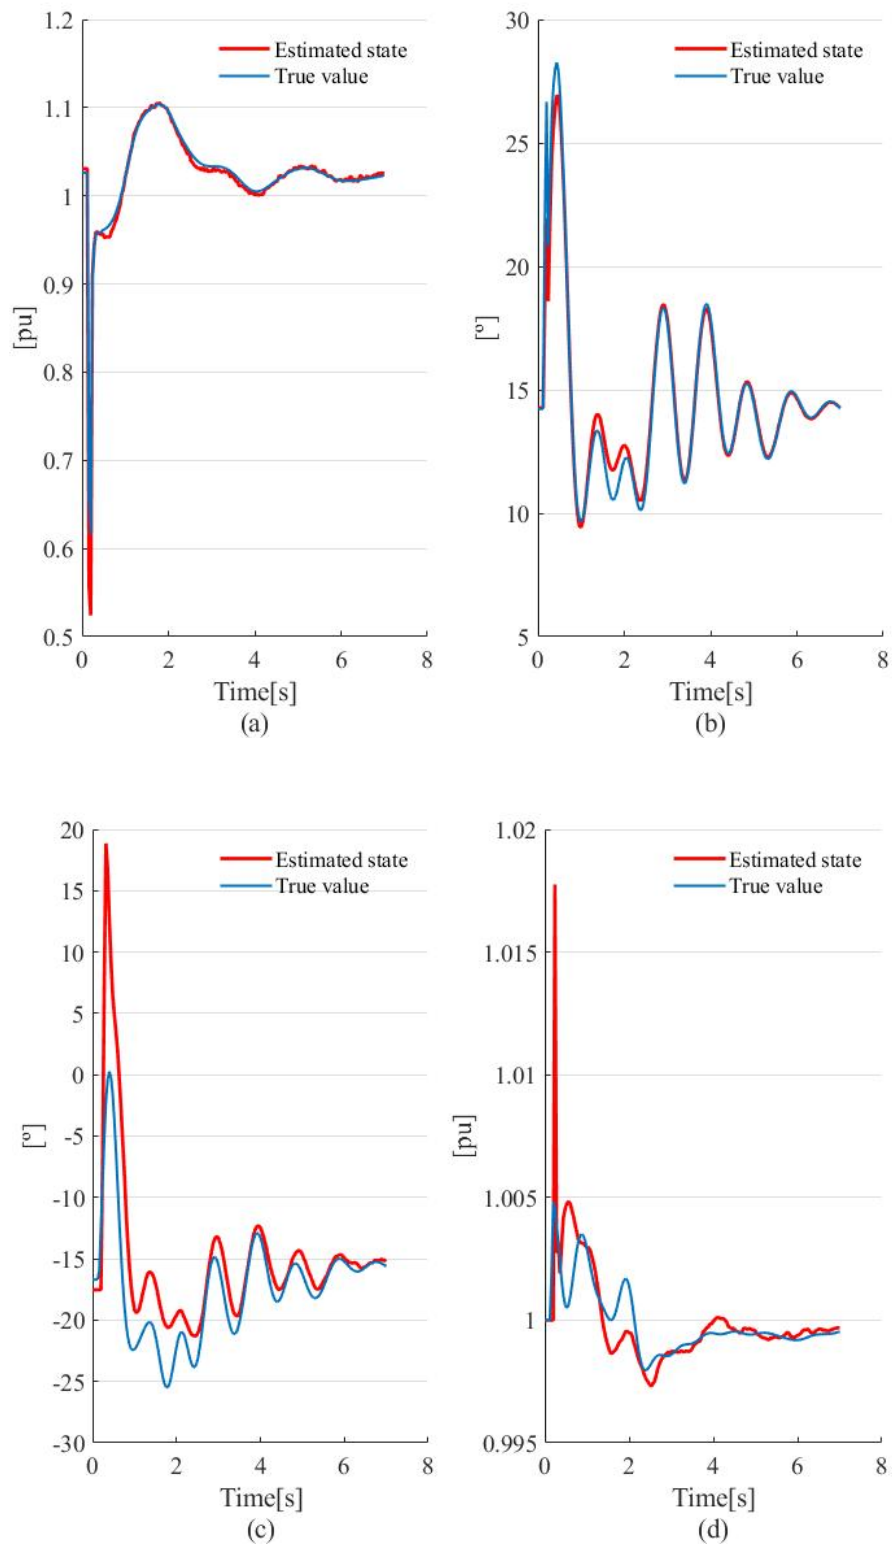 1.2
Estimated state
True value
1.1
1
0.9
0.8
0.7
0.6
0.5
[pu]
0 2 4 6 8
Time[s]
(a)
30
Estimated state
True value
25
20
15
10
5
[º]
0 2 4 6 8
Time[s]
(b)
20
Estimated state
True value
15
10
5
0
-5
-10
-15
-20
-25
-30
[º]
0 2 4 6 8
Time[s]
(c)
1.02
Estimated state
True value
1.015
1.01
1.005
1
0.995
[pu]
0 2 4 6 8
Time[s]
(d)